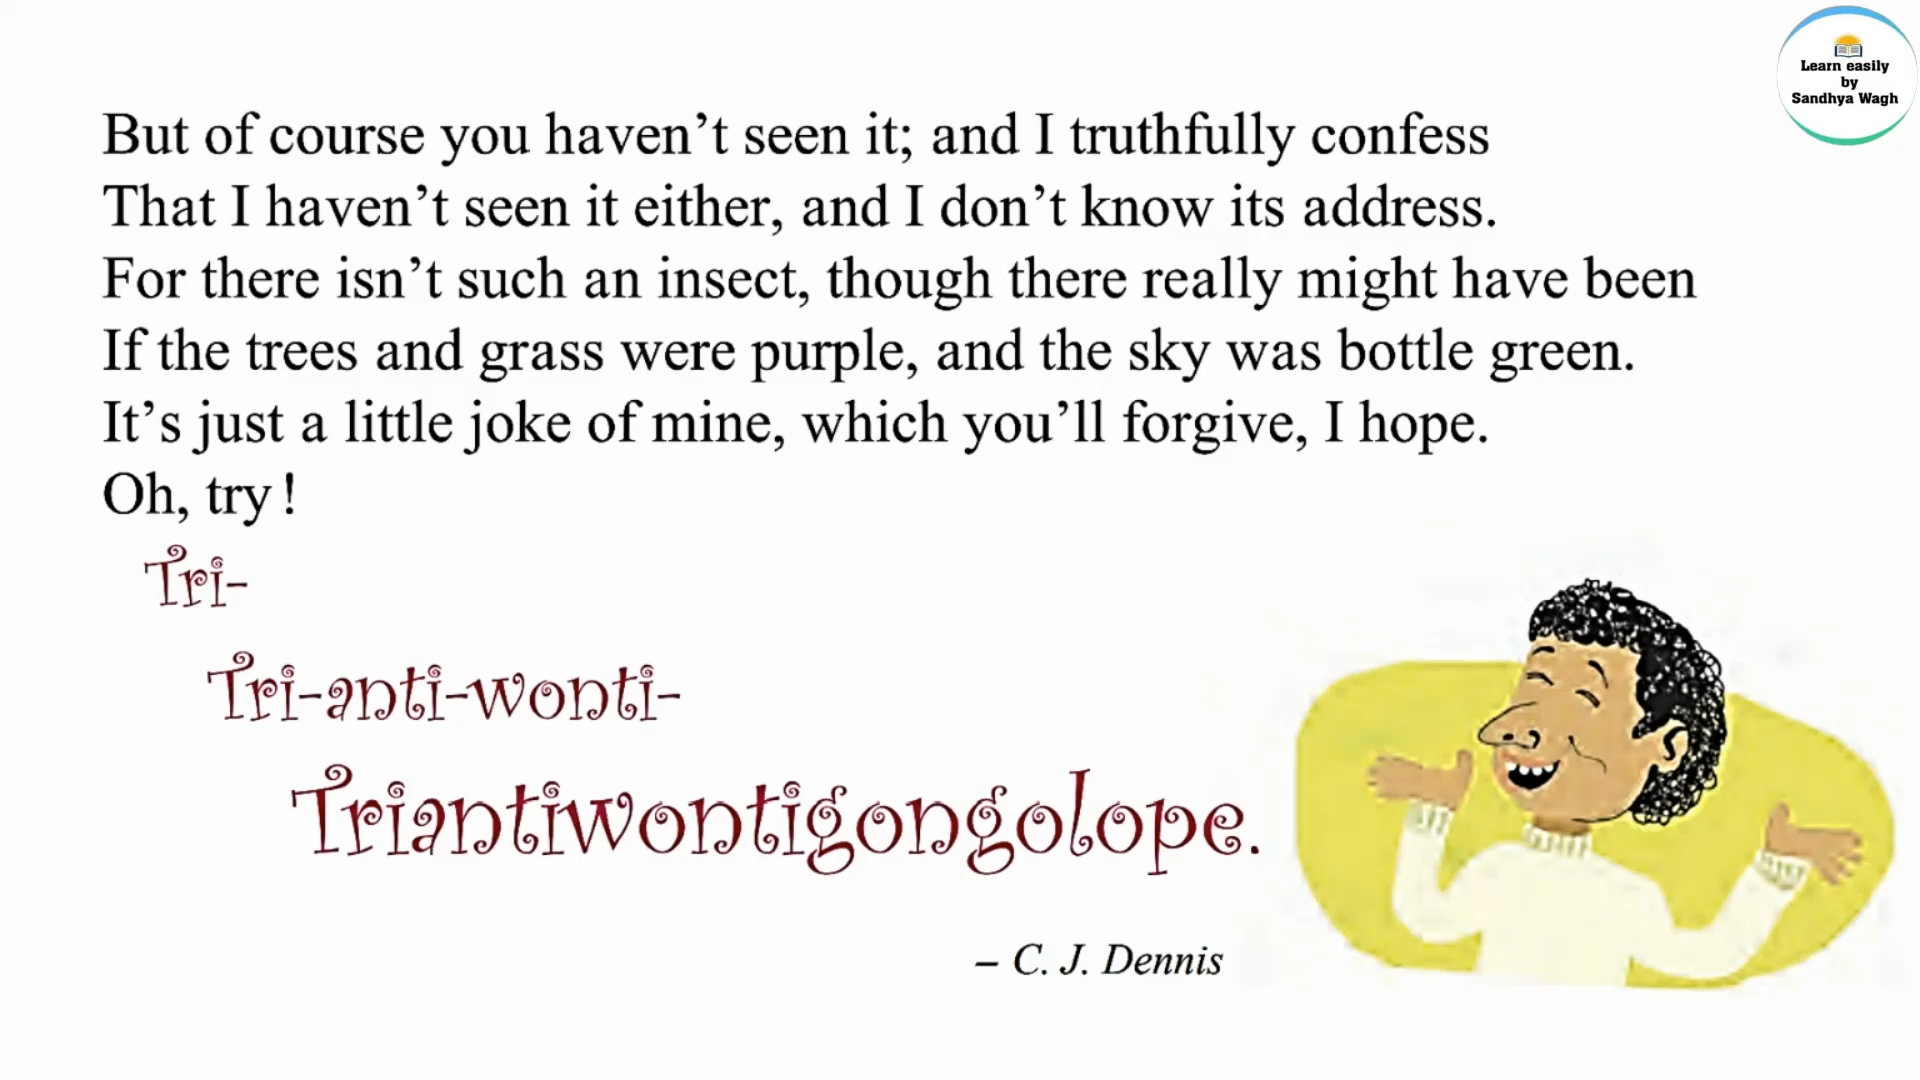 Learn easily
by
Sandhya Wagh
But of course you haven’t seen it; and I truthfully confess
That I haven’t seen it either, and I don’t know its address.
For there isn’t such an insect, though there really might have been
If the trees and grass were purple, and the sky was bottle green.
It’s just a little joke of mine, which you’ll forgive, I hope.
Oh, try !
Tri-
Tri-anti-wonti-
Triantiwontigongolope.
– C. J. Dennis